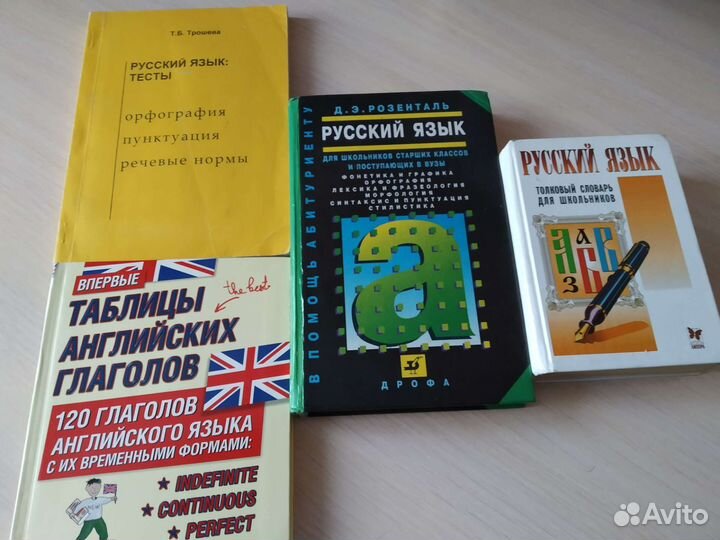 Т.Б. Трошева
РУССКИЙ ЯЗЫК:
ТЕСТЫ
орфография
пунктуация
речевые нормы
В ПОМОЩЬ АБИТУРИЕНТУ
Д.Э.РОЗЕНТАЛЬ
РУССКИЙ ЯЗЫК
ДЛЯ ШКОЛЬНИКОВ СТАРШИХ КЛАССОВ
И ПОСТУПАЮЩИХ В ВУЗЫ
ФОНЕТИКА И ГРАФИКА
ОРФОГРАФИЯ
ЛЕКСИКА И ФРАЗЕОЛОГИЯ
МОРФОЛОГИЯ
СИНТАКСИС И ПУНКТУАЦИЯ
СТИЛИСТИКА
а
ДРОФА
РУССКИЙ ЯЗЫК
ТОЛКОВЫЙ СЛОВАРЬ
ДЛЯ ШКОЛЬНИКОВ
А А Б В
З
ВПЕРВЫЕ
ТАБЛИЦЫ
the best
АНГЛИЙСКИХ
ГЛАГОЛОВ
120 ГЛАГОЛОВ
АНГЛИЙСКОГО ЯЗЫКА
С ИХ ВРЕМЕННЫМИ ФОРМАМИ:
★ INDEFINITE
★ CONTINUOUS
★ PERFECT
Avito